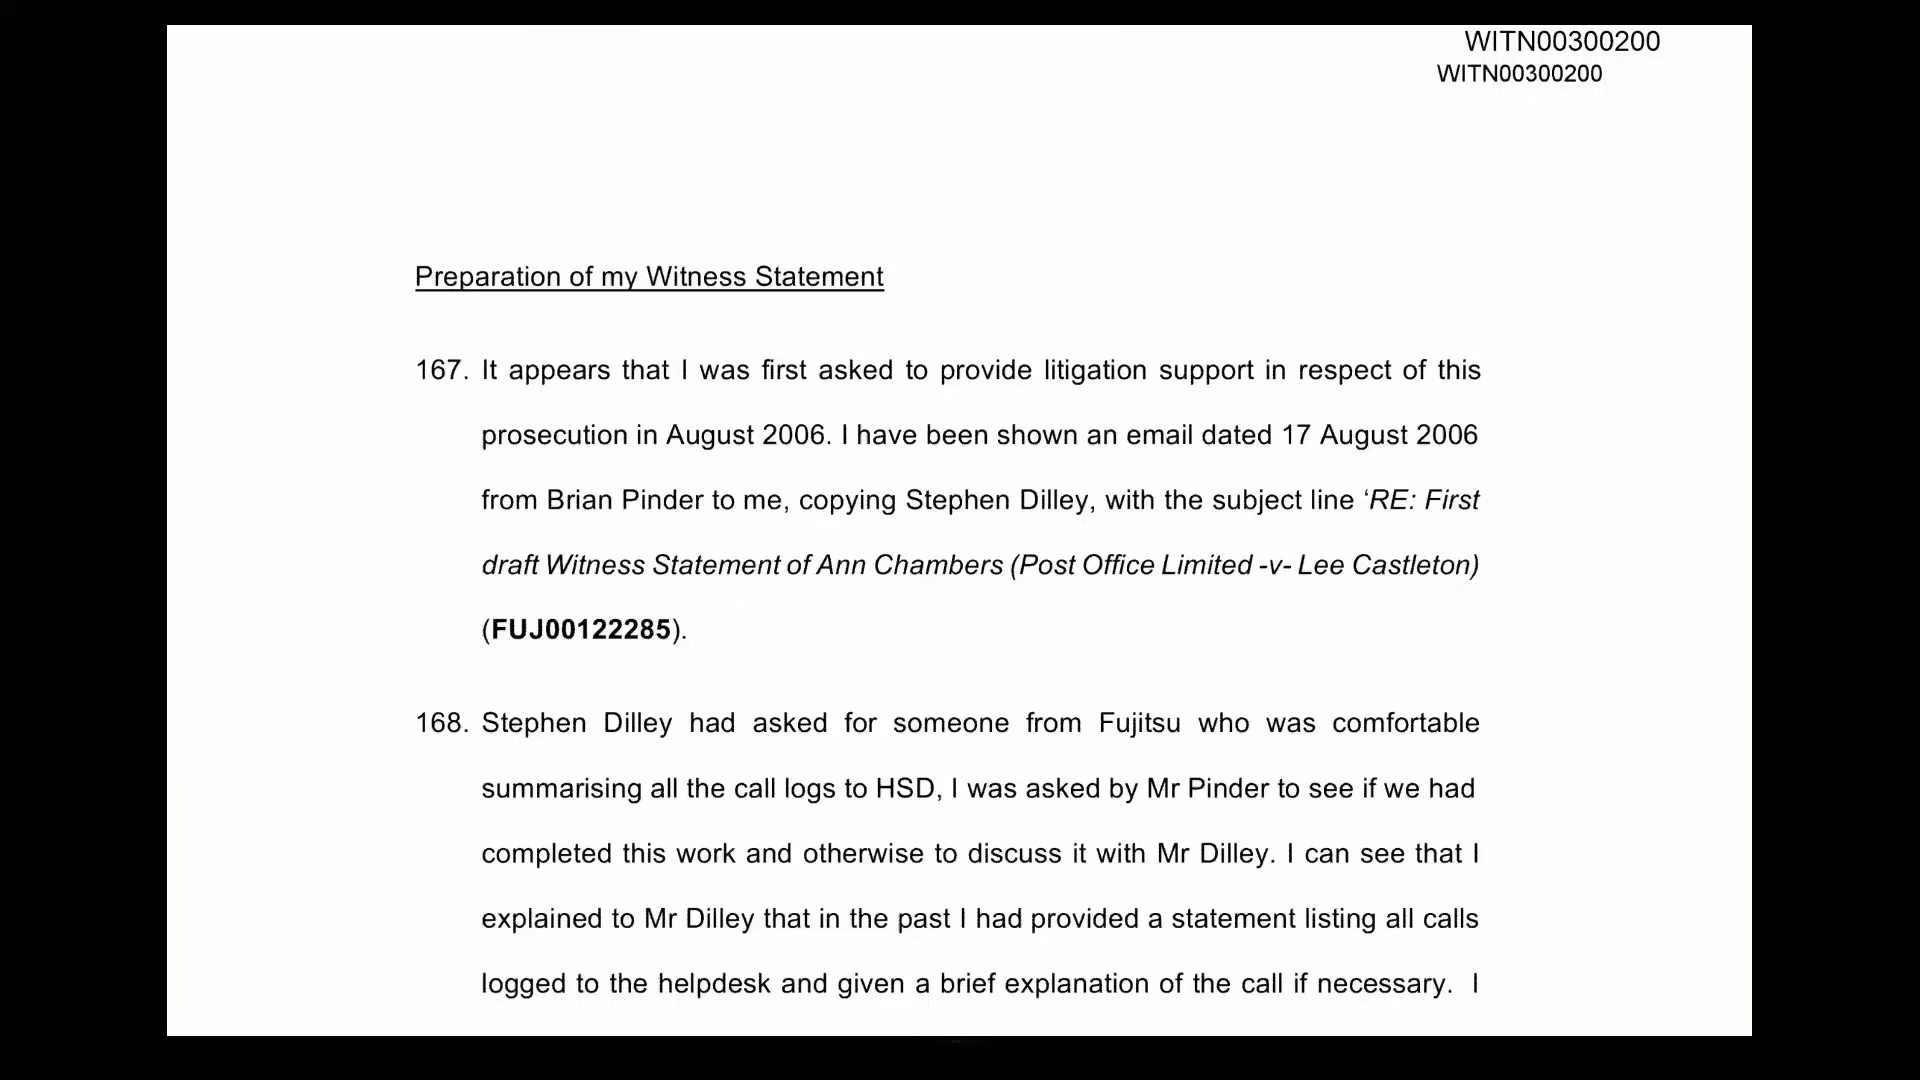 WITN00300200
WITN00300200
Preparation of my Witness Statement
167. It appears that I was first asked to provide litigation support in respect of this
prosecution in August 2006. I have been shown an email dated 17 August 2006
from Brian Pinder to me, copying Stephen Dilley, with the subject line ‘RE: First
draft Witness Statement of Ann Chambers (Post Office Limited -v- Lee Castleton)
(FUJ00122285).
168. Stephen Dilley had asked for someone from Fujitsu who was comfortable
summarising all the call logs to HSD, I was asked by Mr Pinder to see if we had
completed this work and otherwise to discuss it with Mr Dilley. I can see that I
explained to Mr Dilley that in the past I had provided a statement listing all calls
logged to the helpdesk and given a brief explanation of the call if necessary. I